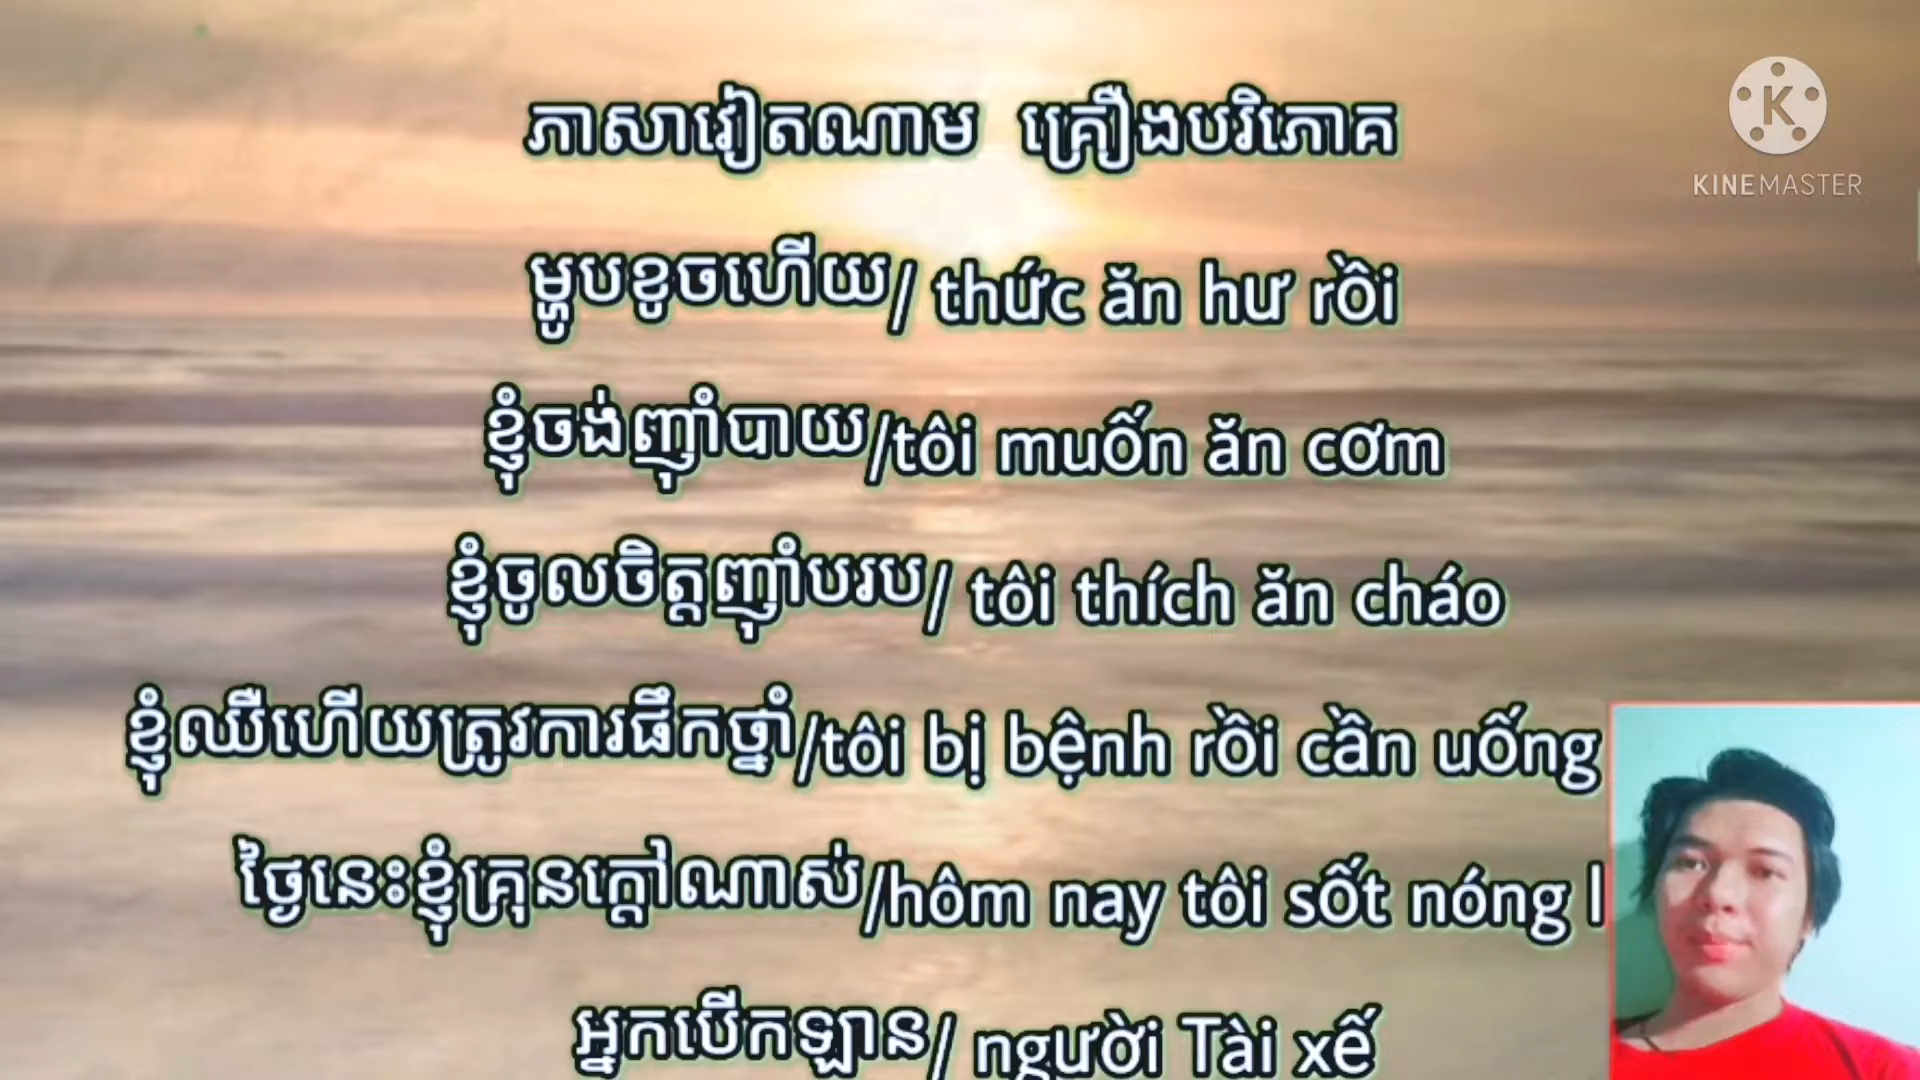 ភាសាវៀតណាម គ្រឿងបរិភោគ
KINEMASTER
ម្ហូបខូចហើយ/ thức ăn hư rồi
ខ្ញុំចង់ញ៉ាំបាយ/tôi muốn ăn cơm
ខ្ញុំចូលចិត្តញ៉ាំបរប/ tôi thích ăn cháo
ខ្ញុំឈឺហើយត្រូវការផឹកថ្នាំ/tôi bị bệnh rồi cần uống
ថ្ងៃនេះខ្ញុំគ្រុនក្តៅណាស់/hôm nay tôi sốt nóng
អ្នកបើកឡាន/ người Tài xế